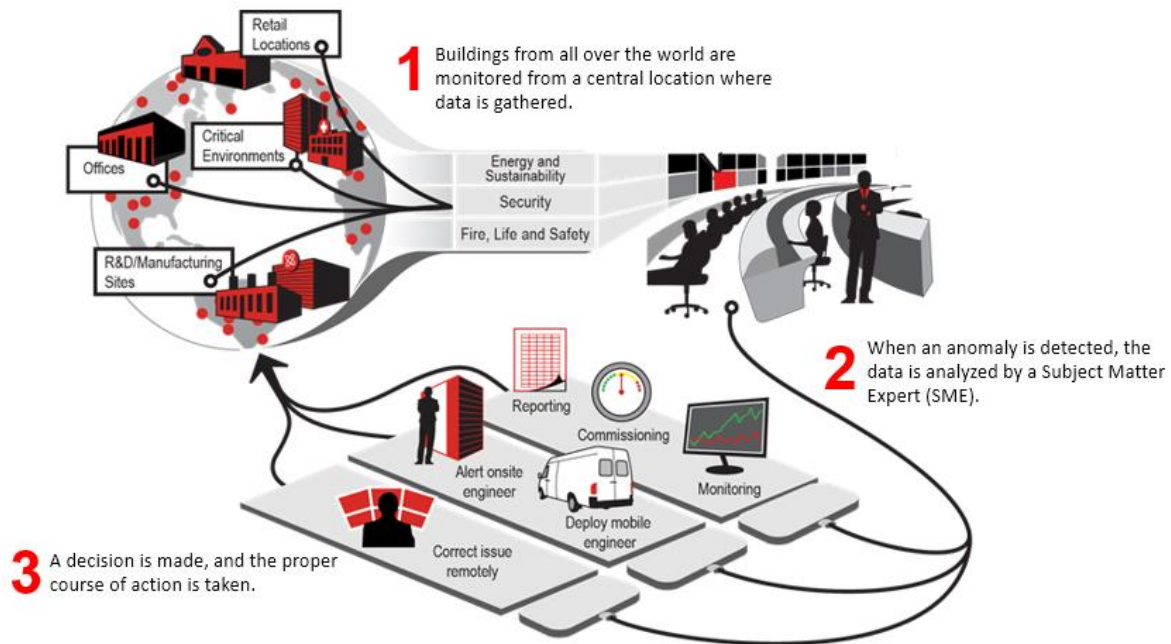 Retail
Locations
1
Buildings from all over the world are
monitored from a central location where
data is gathered.
Critical
Environments
Offices
Energy and
Sustainability
Security
Fire, Life and Safety
R&D/Manufacturing
Sites
2
When an anomaly is detected, the
data is analyzed by a Subject Matter
Expert (SME).
Reporting
Commissioning
Monitoring
Alert onsite
engineer
Deploy mobile
engineer
Correct issue
remotely
3
A decision is made, and the proper
course of action is taken.